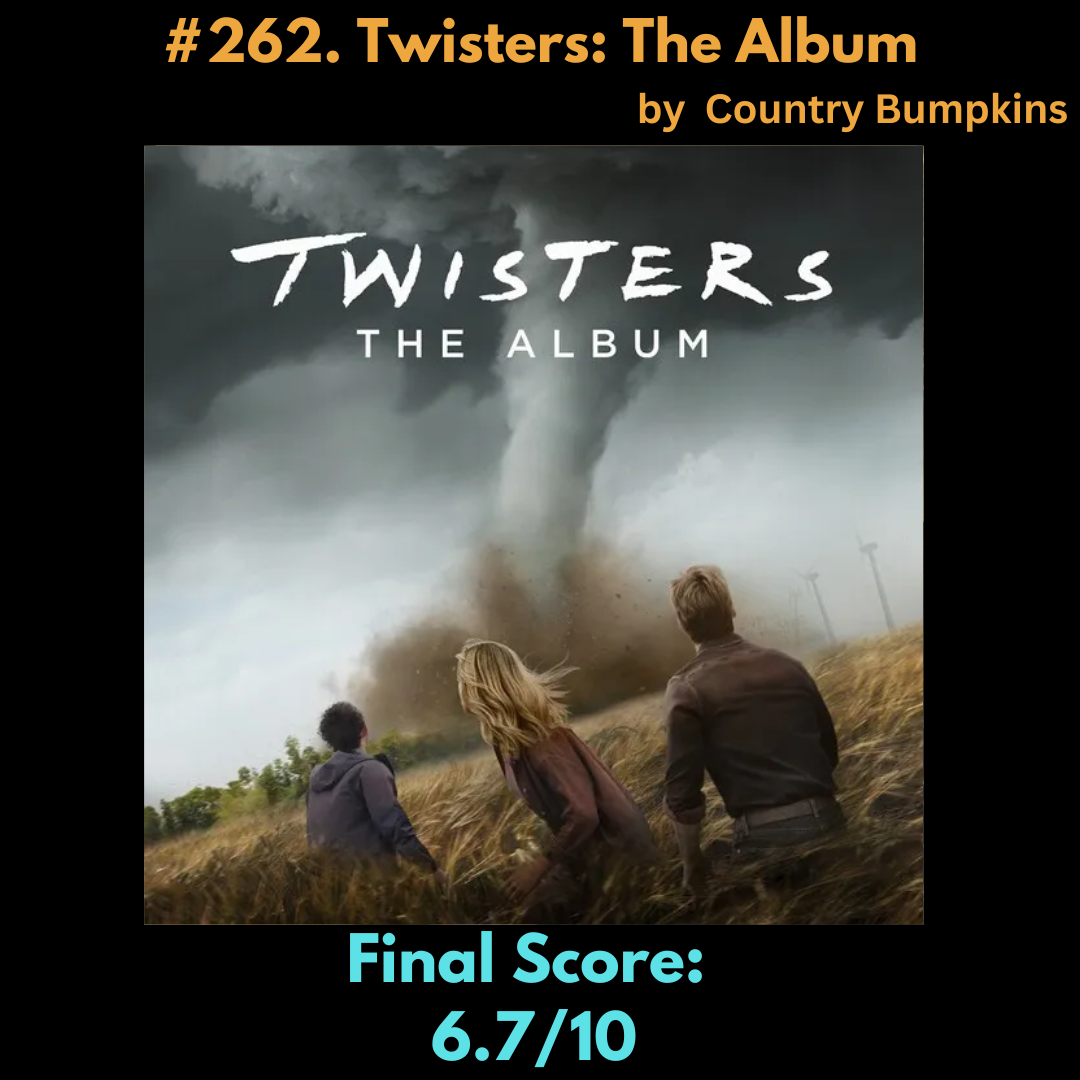 #262. Twisters: The Album
by Country Bumpkins
TWISTERS
THE ALBUM
Final Score:
6.7/10